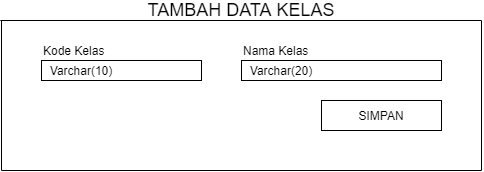 TAMBAH DATA KELAS
Kode Kelas
Nama Kelas
Varchar(10)
Varchar(20)
SIMPAN